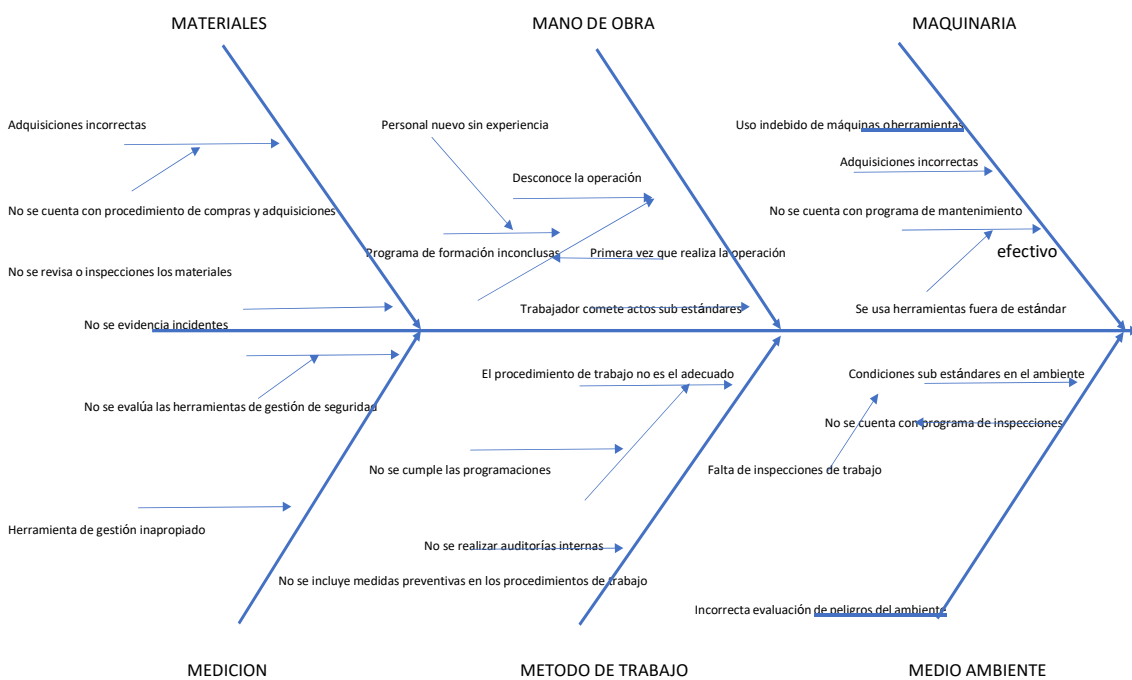 MATERIALES
MANO DE OBRA
MAQUINARIA
Adquisiciones incorrectas
Personal nuevo sin experiencia
Uso indebido de máquinas o herramientas
Adquisiciones incorrectas
Desconoce la operación
No se cuenta con procedimiento de compras y adquisiciones
No se cuenta con programa de mantenimiento
efectivo
Programa de formación inconclusas
Primera vez que realiza la operación
No se revisa o inspecciones los materiales
Trabajador comete actos sub estándares
Se usa herramientas fuera de estándar
No se evidencia incidentes
El procedimiento de trabajo no es el adecuado
Condiciones sub estándares en el ambiente
No se evalúa las herramientas de gestión de seguridad
No se cuenta con programa de inspecciones
No se cumple las programaciones
Falta de inspecciones de trabajo
Herramienta de gestión inapropiado
No se realizar auditorías internas
No se incluye medidas preventivas en los procedimientos de trabajo
Incorrecta evaluación de peligros del ambiente
MEDICION
METODO DE TRABAJO
MEDIO AMBIENTE